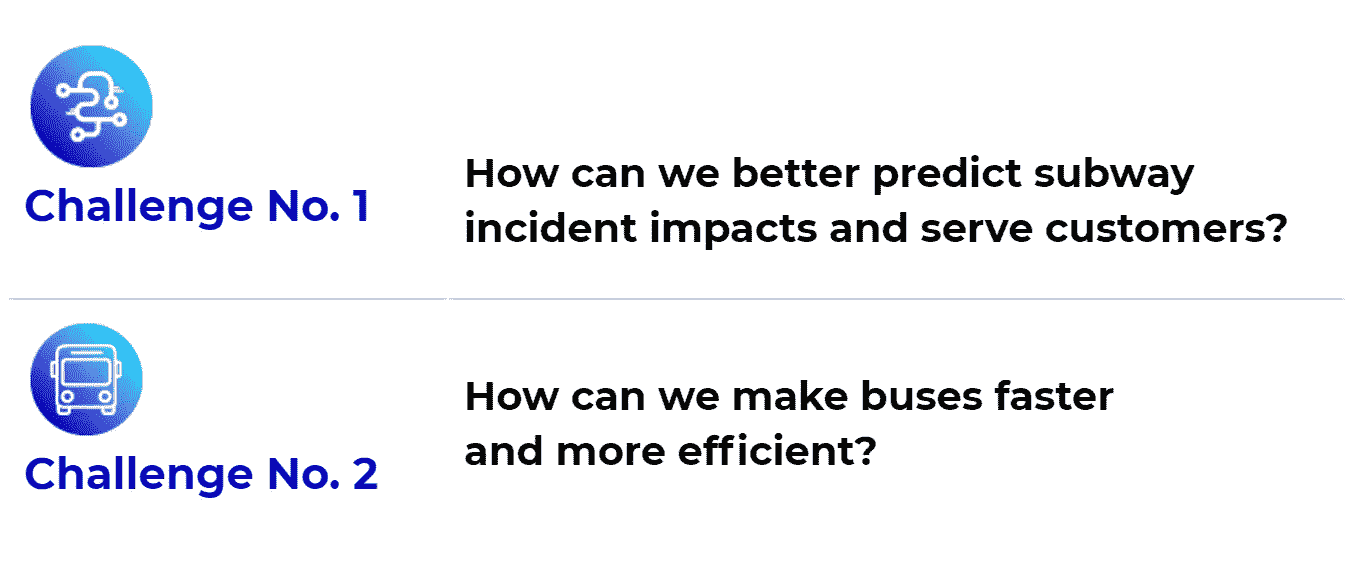 Challenge No. 1
How can we better predict subway
incident impacts and serve customers?
Challenge No. 2
How can we make buses faster
and more efficient?